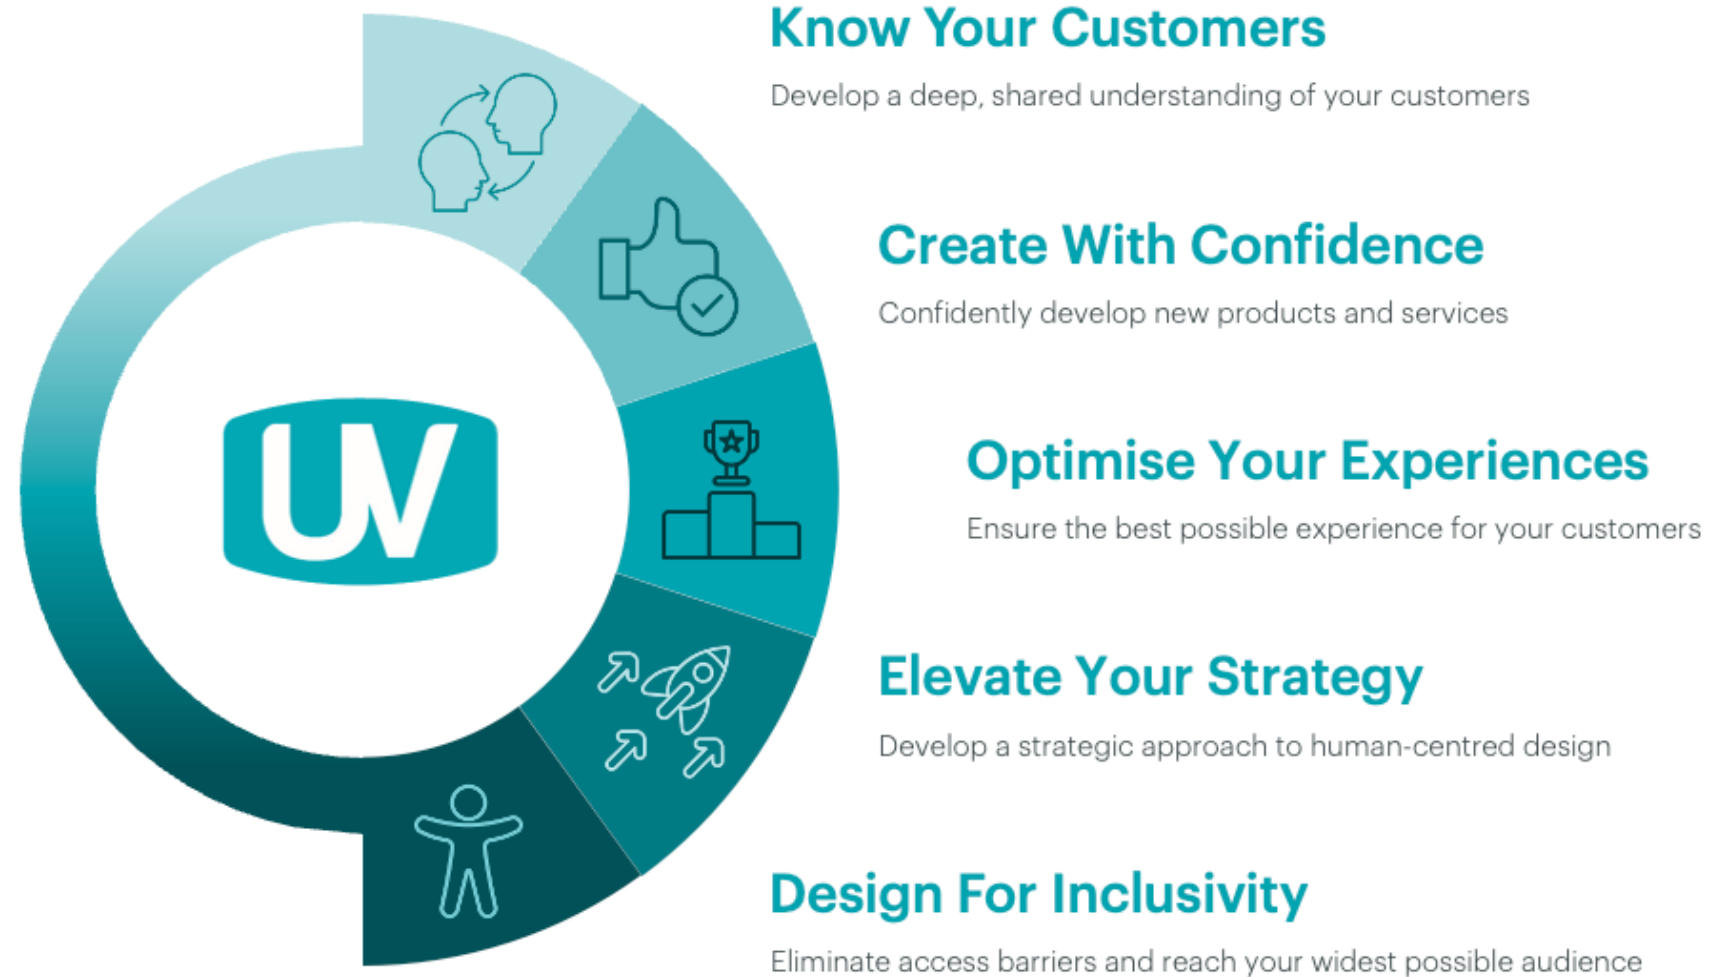 Know Your Customers
Develop a deep, shared understanding of your customers
Create With Confidence
Confidently develop new products and services
UV
Optimise Your Experiences
Ensure the best possible experience for your customers
Elevate Your Strategy
Develop a strategic approach to human-centred design
Design For Inclusivity
Eliminate access barriers and reach your widest possible audience